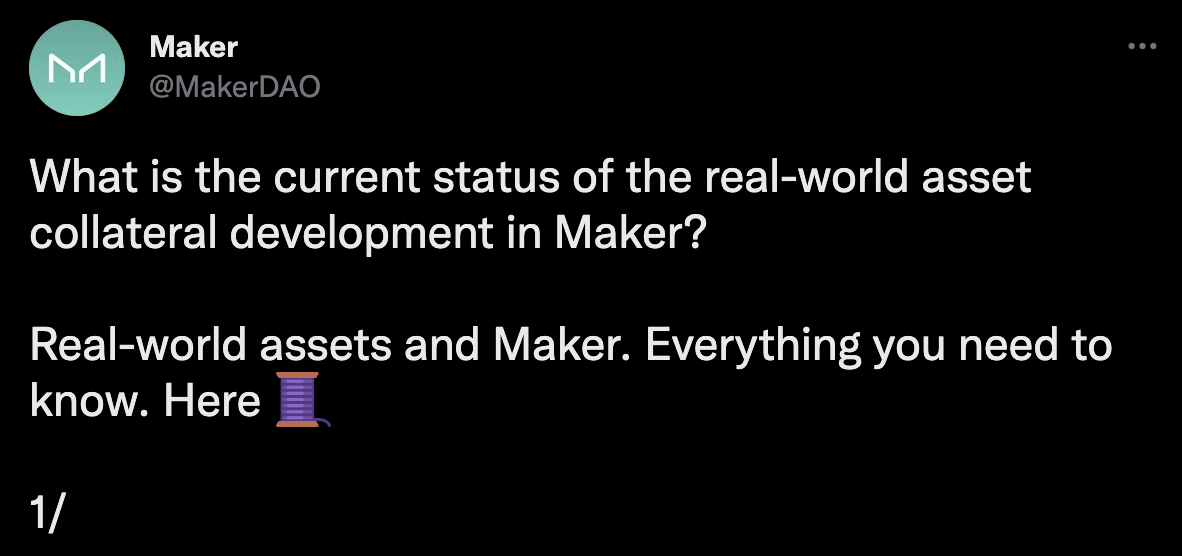 Maker
@MakerDAO
What is the current status of the real-world asset
collateral development in Maker?
Real-world assets and Maker. Everything you need to
know. Here 🧵
1/